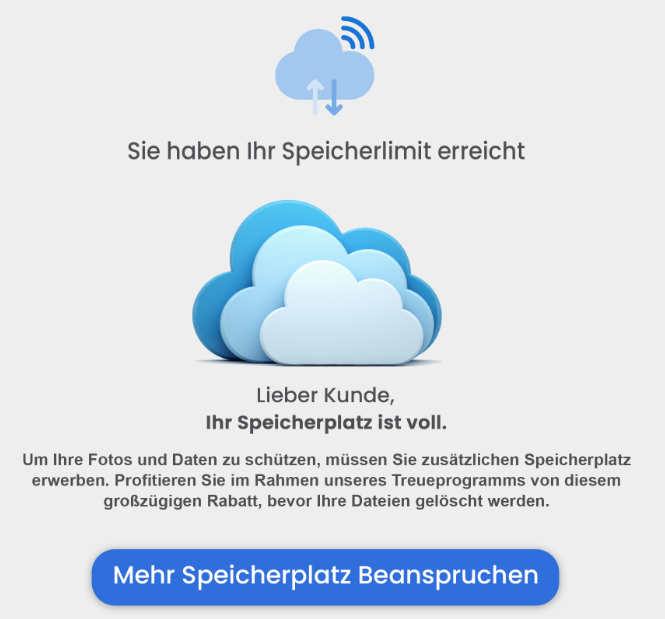 Sie haben Ihr Speicherlimit erreicht
Lieber Kunde,
Ihr Speicherplatz ist voll.
Um Ihre Fotos und Daten zu schützen, müssen Sie zusätzlichen Speicherplatz
erwerben. Profitieren Sie im Rahmen unseres Treueprogramms von diesem
großzügigen Rabatt, bevor Ihre Dateien gelöscht werden.
Mehr Speicherplatz Beanspruchen